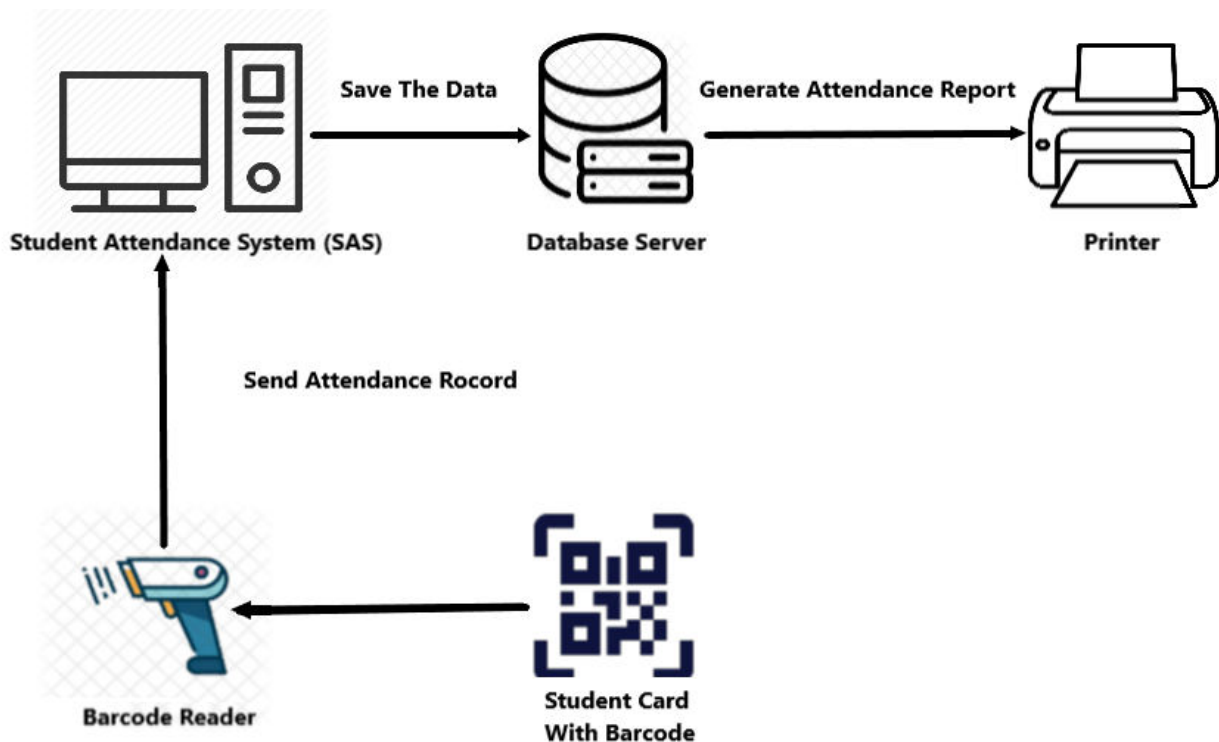 Save The Data
Generate Attendance Report
Student Attendance System (SAS)
Database Server
Printer
Send Attendance Rocord
Barcode Reader
Student Card
With Barcode